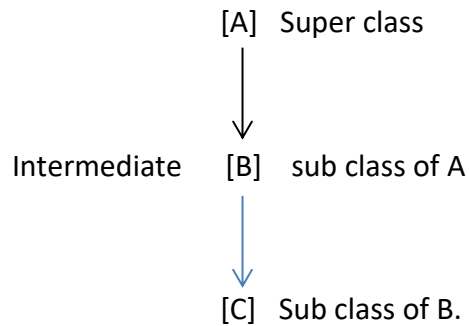 [A] Super class
Intermediate [B] sub class of A
[C] Sub class of B.